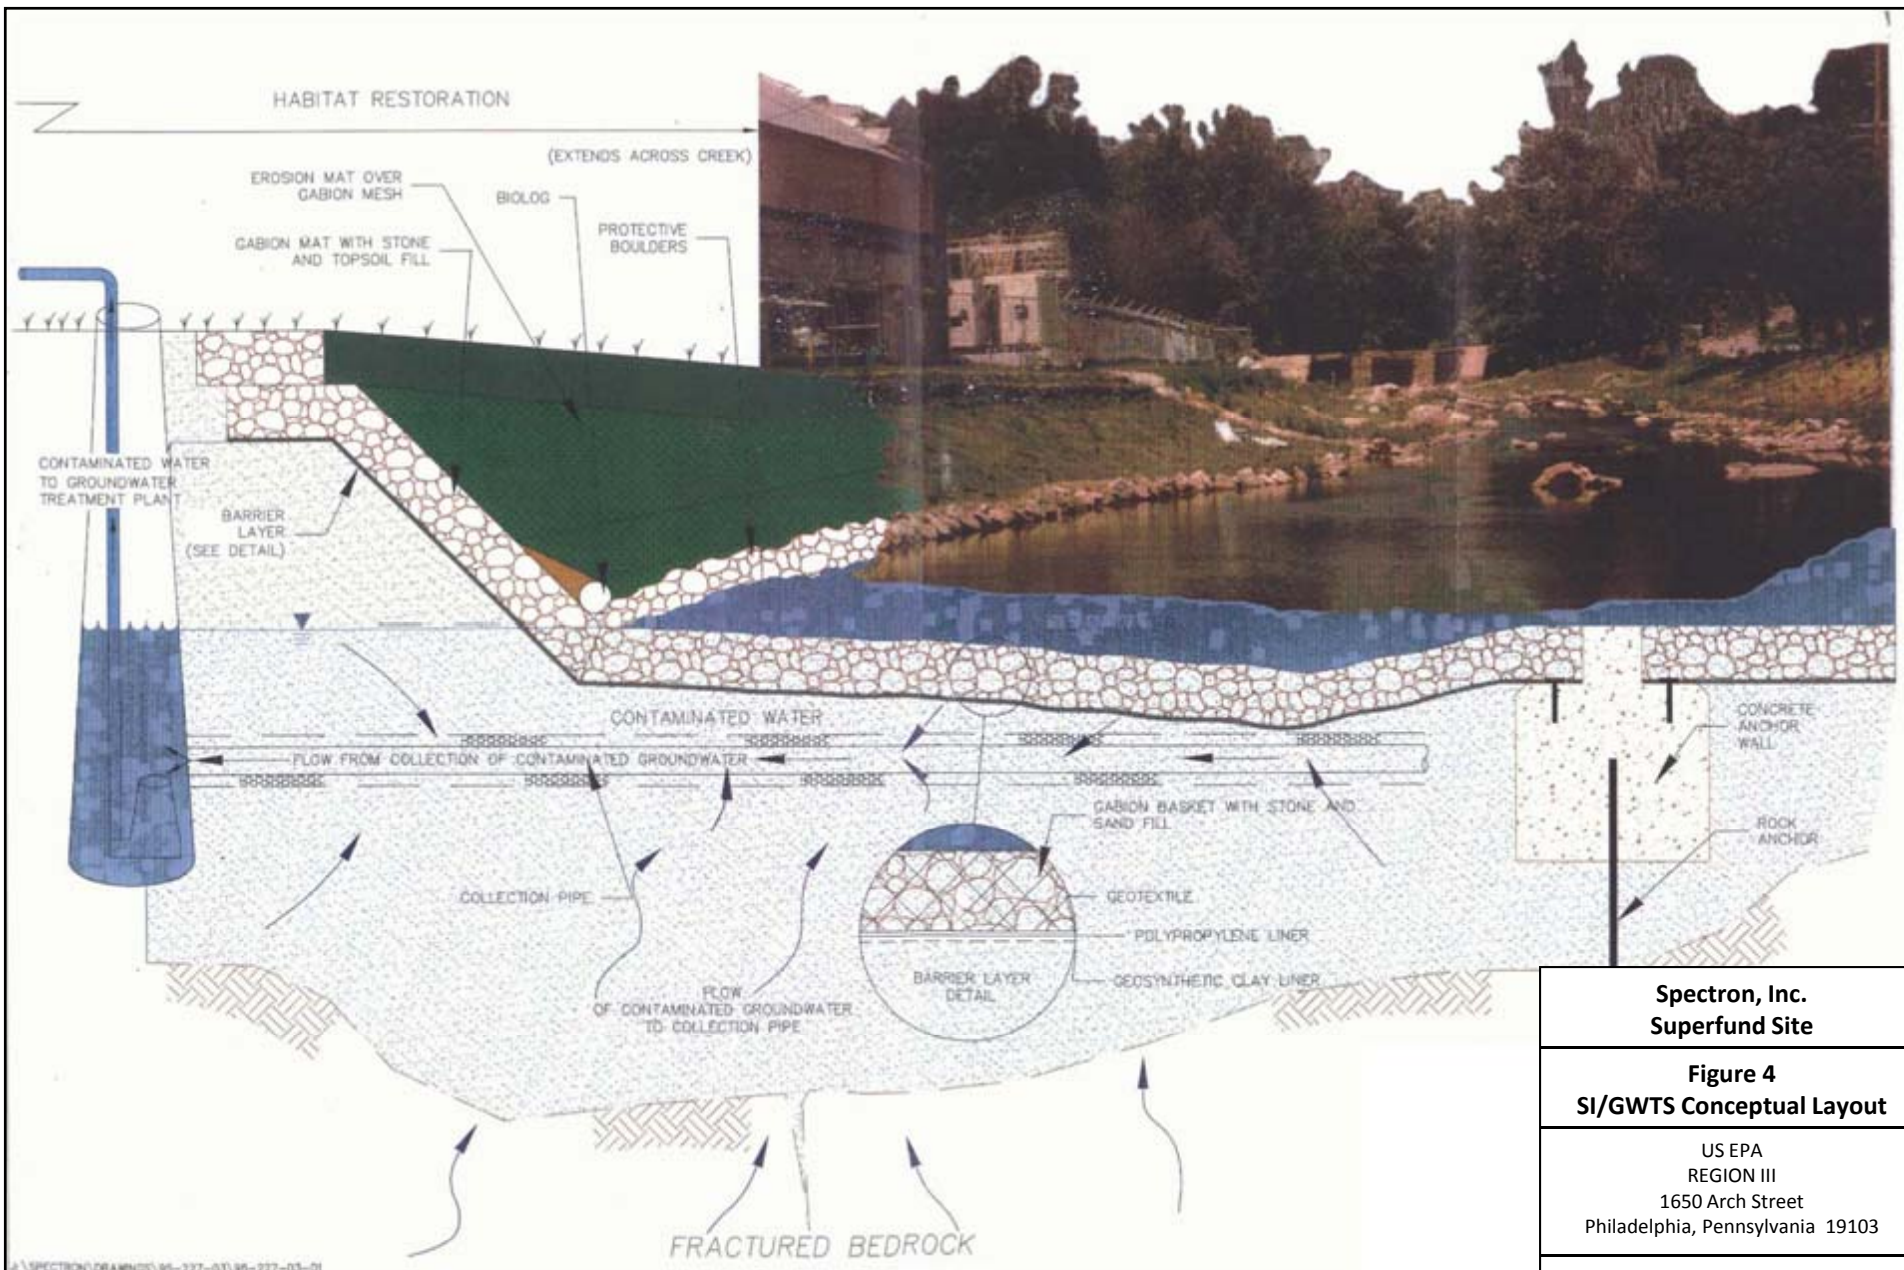 HABITAT RESTORATION
(EXTENDS ACROSS CREEK)
EROSION MAT OVER
GABION MESH
BIOLOG
PROTECTIVE
BOULDERS
GABION MAT WITH STONE
AND TOPSOIL FILL
CONTAMINATED WATER
TO GROUNDWATER
TREATMENT PLANT
BARRIER
LAYER
(SEE DETAIL)
CONTAMINATED WATER
FLOW FROM COLLECTION OF CONTAMINATED GROUNDWATER
CONCRETE
ANCHOR
WALL
GABION BASKET WITH STONE AND
SAND FILL
ROCK
ANCHOR
COLLECTION PIPE
GEOTEXTILE
POLYPROPYLENE LINER
BARRIER LAYER
DETAIL
GEOSYNTHETIC CLAY LINER
FLOW
OF CONTAMINATED GROUNDWATER
TO COLLECTION PIPE
FRACTURED BEDROCK
Spectron, Inc.
Superfund Site
Figure 4
SI/GWTS Conceptual Layout
US EPA
REGION III
1650 Arch Street
Philadelphia, Pennsylvania 19103